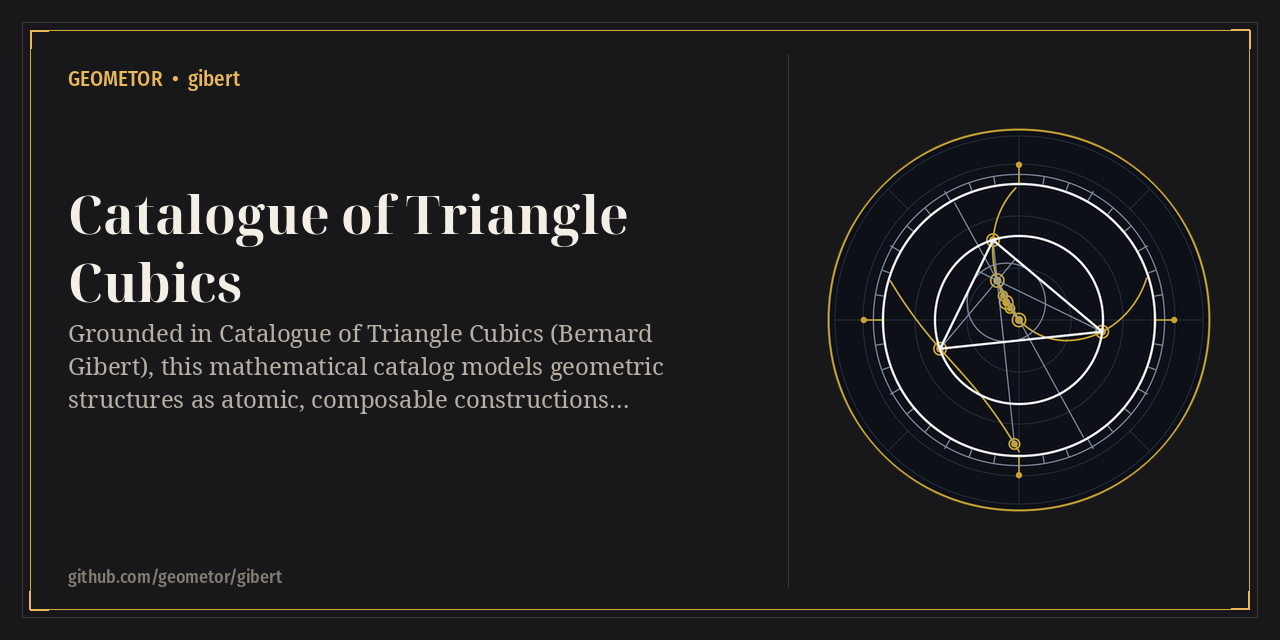 GEOMETOR • gibert
Catalogue of Triangle
Cubics
Grounded in Catalogue of Triangle Cubics (Bernard
Gibert), this mathematical catalog models geometric
structures as atomic, composable constructions...
github.com/geometor/gibert